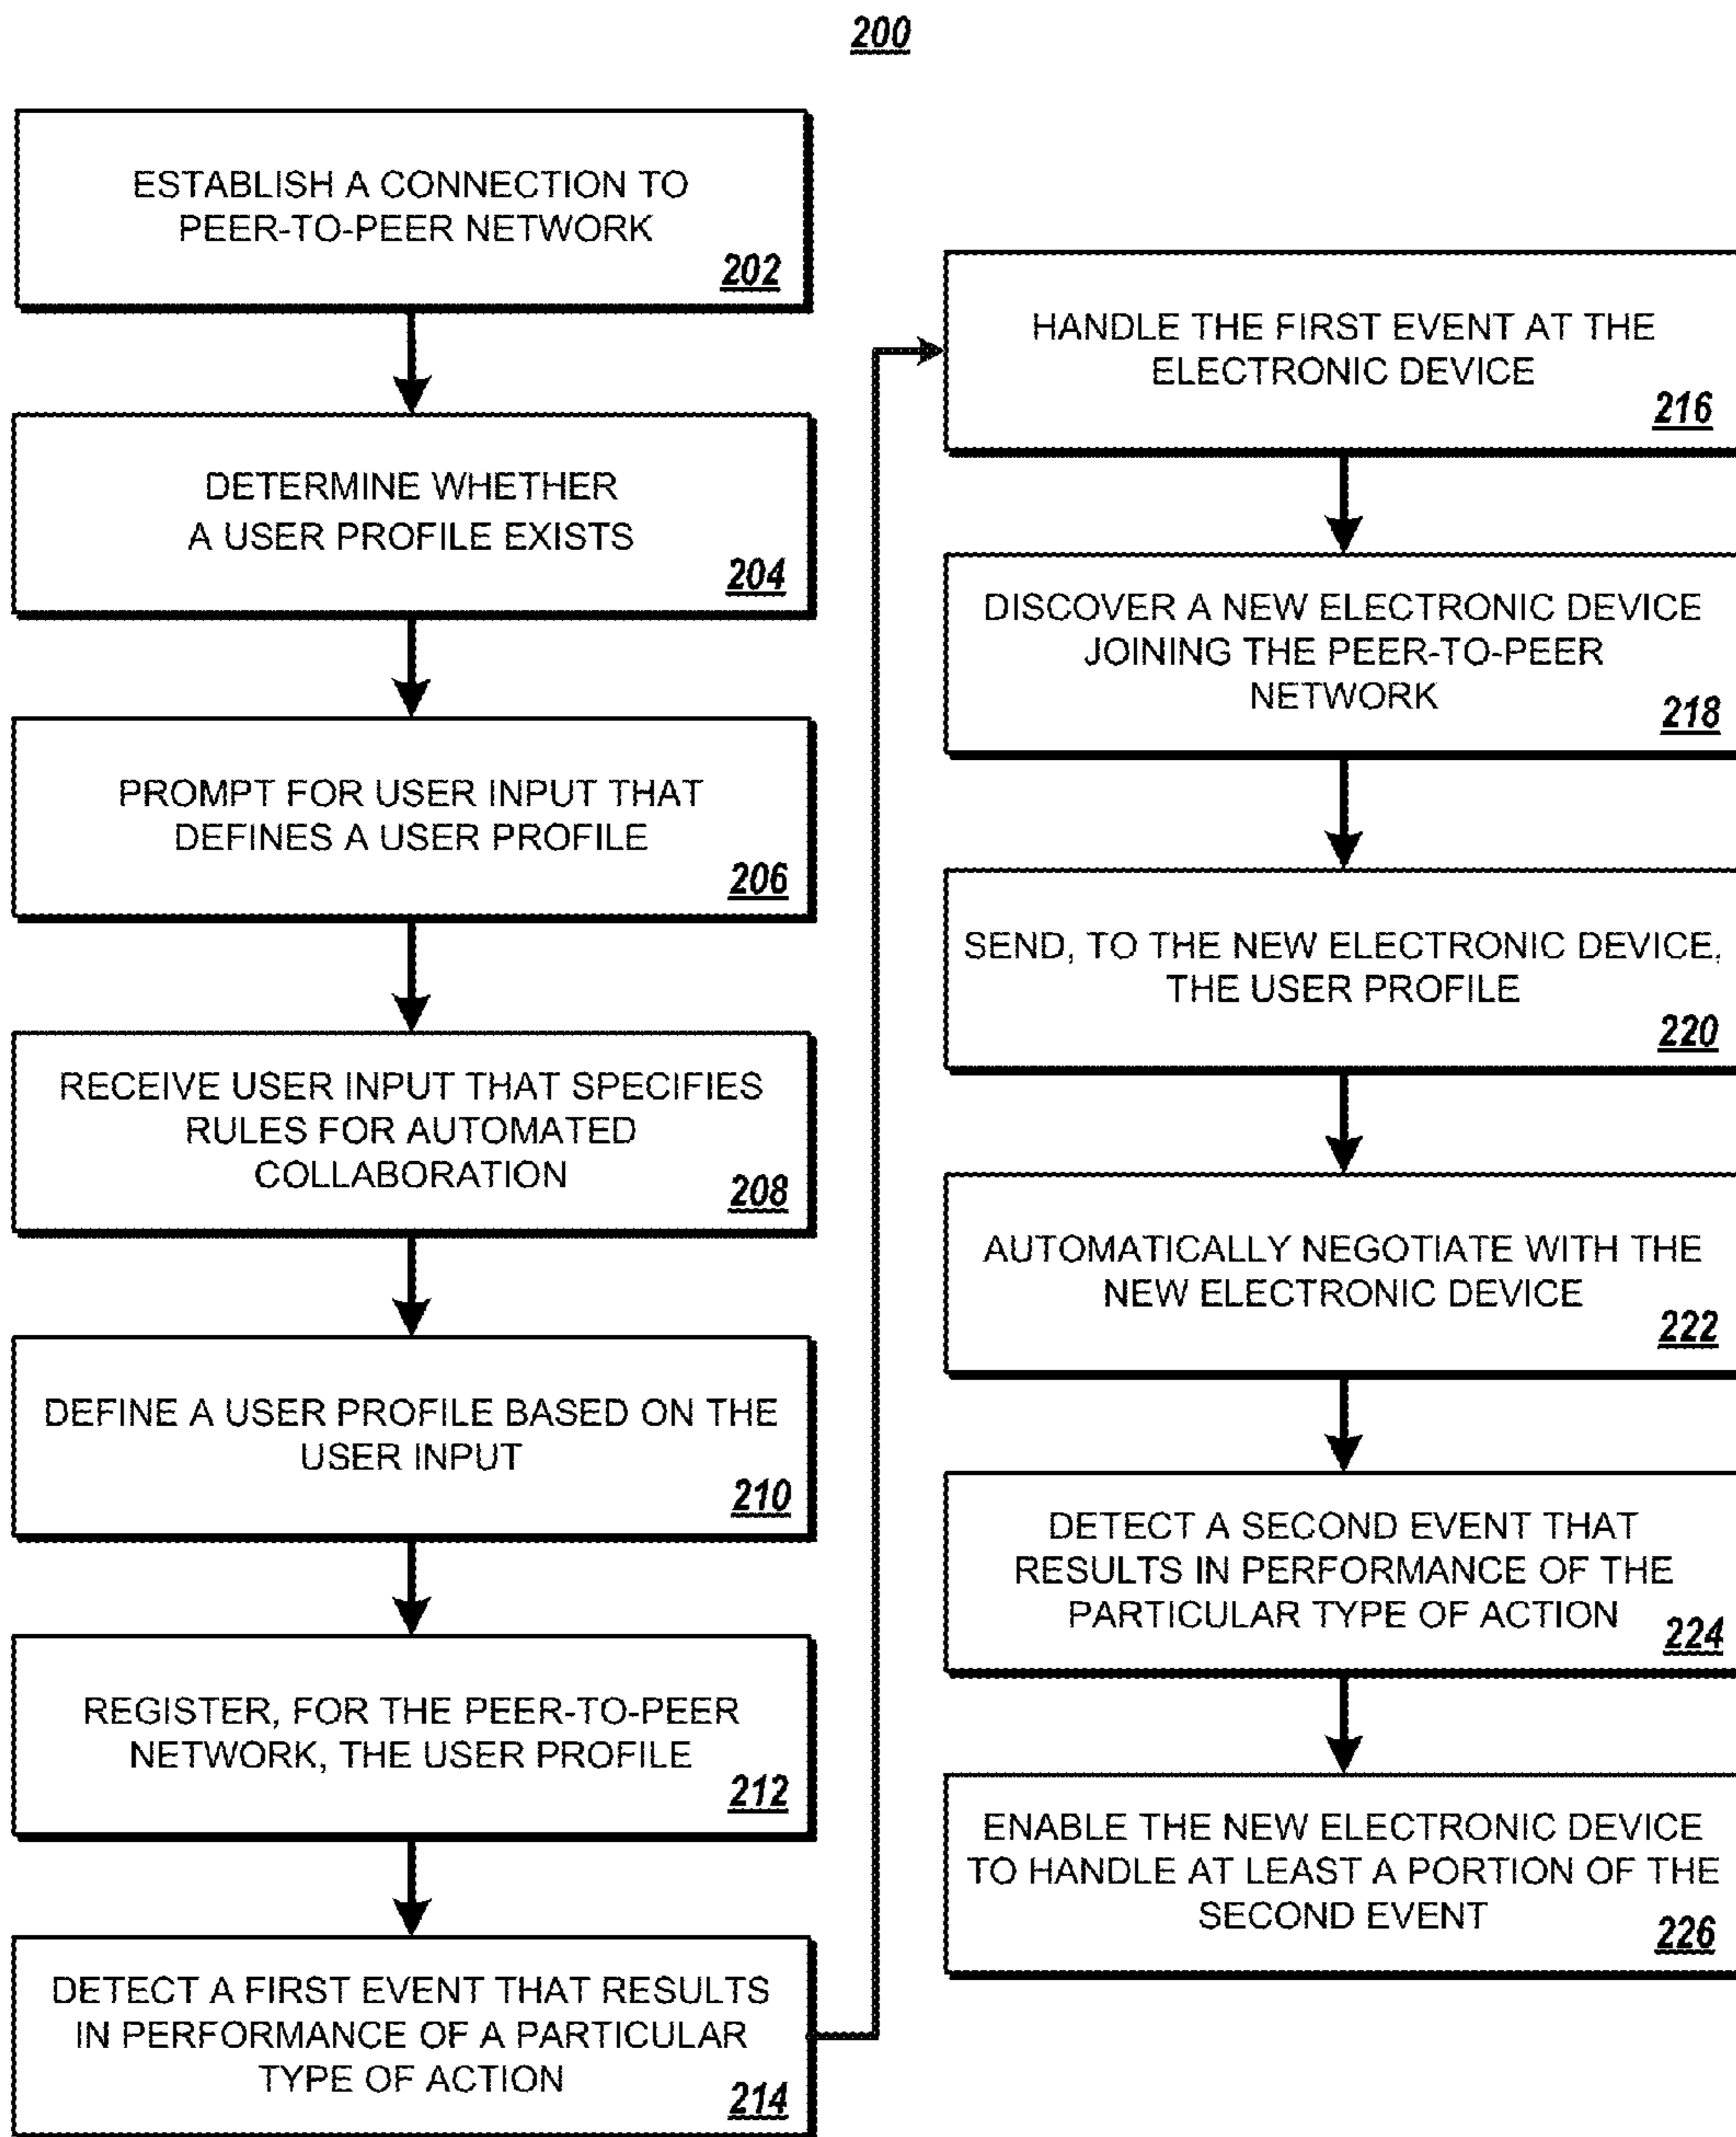 200
ESTABLISH A CONNECTION TO
PEER-TO-PEER NETWORK
202
DETERMINE WHETHER
A USER PROFILE EXISTS
204
PROMPT FOR USER INPUT THAT
DEFINES A USER PROFILE
206
RECEIVE USER INPUT THAT SPECIFIES
RULES FOR AUTOMATED
COLLABORATION
208
DEFINE A USER PROFILE BASED ON THE
USER INPUT
210
REGISTER, FOR THE PEER-TO-PEER
NETWORK, THE USER PROFILE
212
DETECT A FIRST EVENT THAT RESULTS
IN PERFORMANCE OF A PARTICULAR
TYPE OF ACTION
214
HANDLE THE FIRST EVENT AT THE
ELECTRONIC DEVICE
216
DISCOVER A NEW ELECTRONIC DEVICE
JOINING THE PEER-TO-PEER
NETWORK
218
SEND, TO THE NEW ELECTRONIC DEVICE,
THE USER PROFILE
220
AUTOMATICALLY NEGOTIATE WITH THE
NEW ELECTRONIC DEVICE
222
DETECT A SECOND EVENT THAT
RESULTS IN PERFORMANCE OF THE
PARTICULAR TYPE OF ACTION
224
ENABLE THE NEW ELECTRONIC DEVICE
TO HANDLE AT LEAST A PORTION OF THE
SECOND EVENT
226